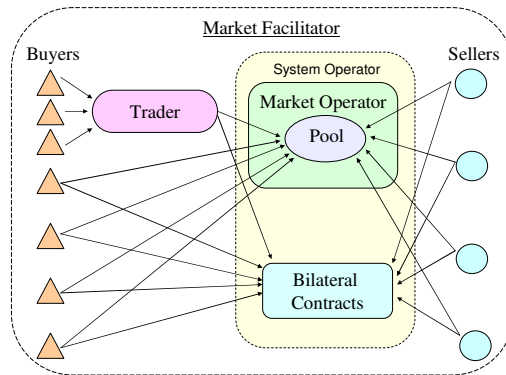 Market Facilitator
Buyers
Sellers
System Operator
Market Operator
Pool
Trader
Bilateral
Contracts